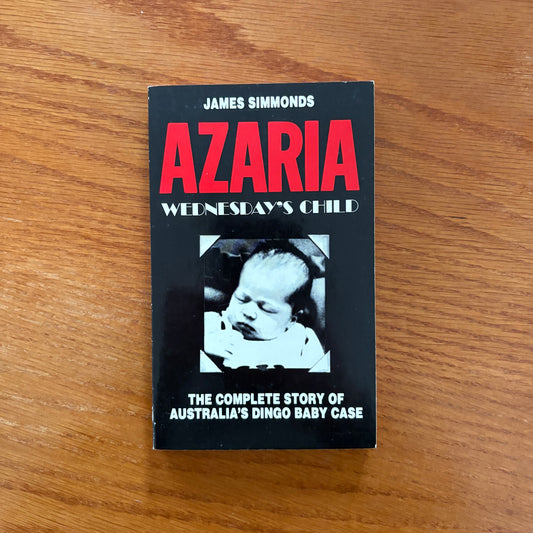 JAMES SIMMONDS
AZARIA
WEDNESDAY'S CHILD
THE COMPLETE STORY OF
AUSTRALIA'S DINGO BABY CASE